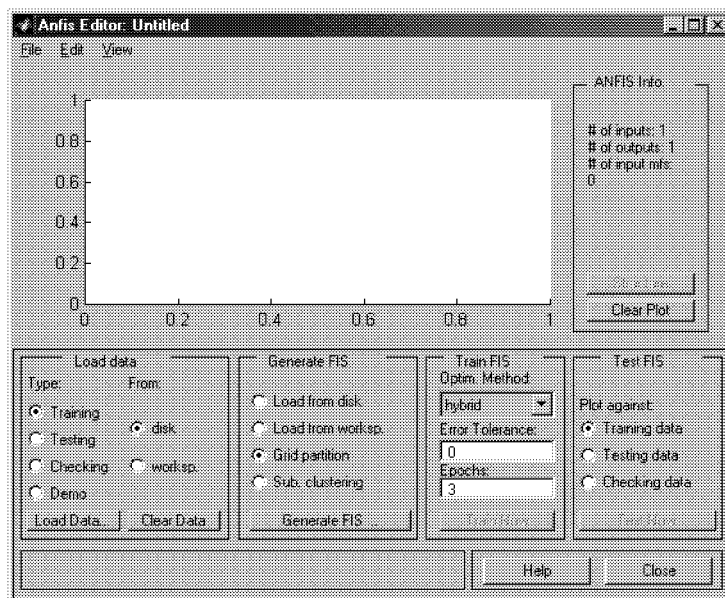 Anfis Editor: Untitled
File Edit View
ANFIS Info.
# of inputs: 1
# of outputs: 1
# of input mfs:
0
1
0.8
0.6
0.4
0.2
0
0 0.2 0.4 0.6 0.8 1
Clear Plot
Load data
Type: From:
Training
Testing
Checking
Demo
disk
worksp.
Load Data... Clear Data
Generate FIS
Load from disk
Load from worksp.
Grid partition
Sub. clustering
Generate FIS ...
Train FIS
Optim. Method:
hybrid
Error Tolerance:
0
Epochs:
3
Train Now
Test FIS
Plot against:
Training data
Testing data
Checking data
Test Now
Help Close